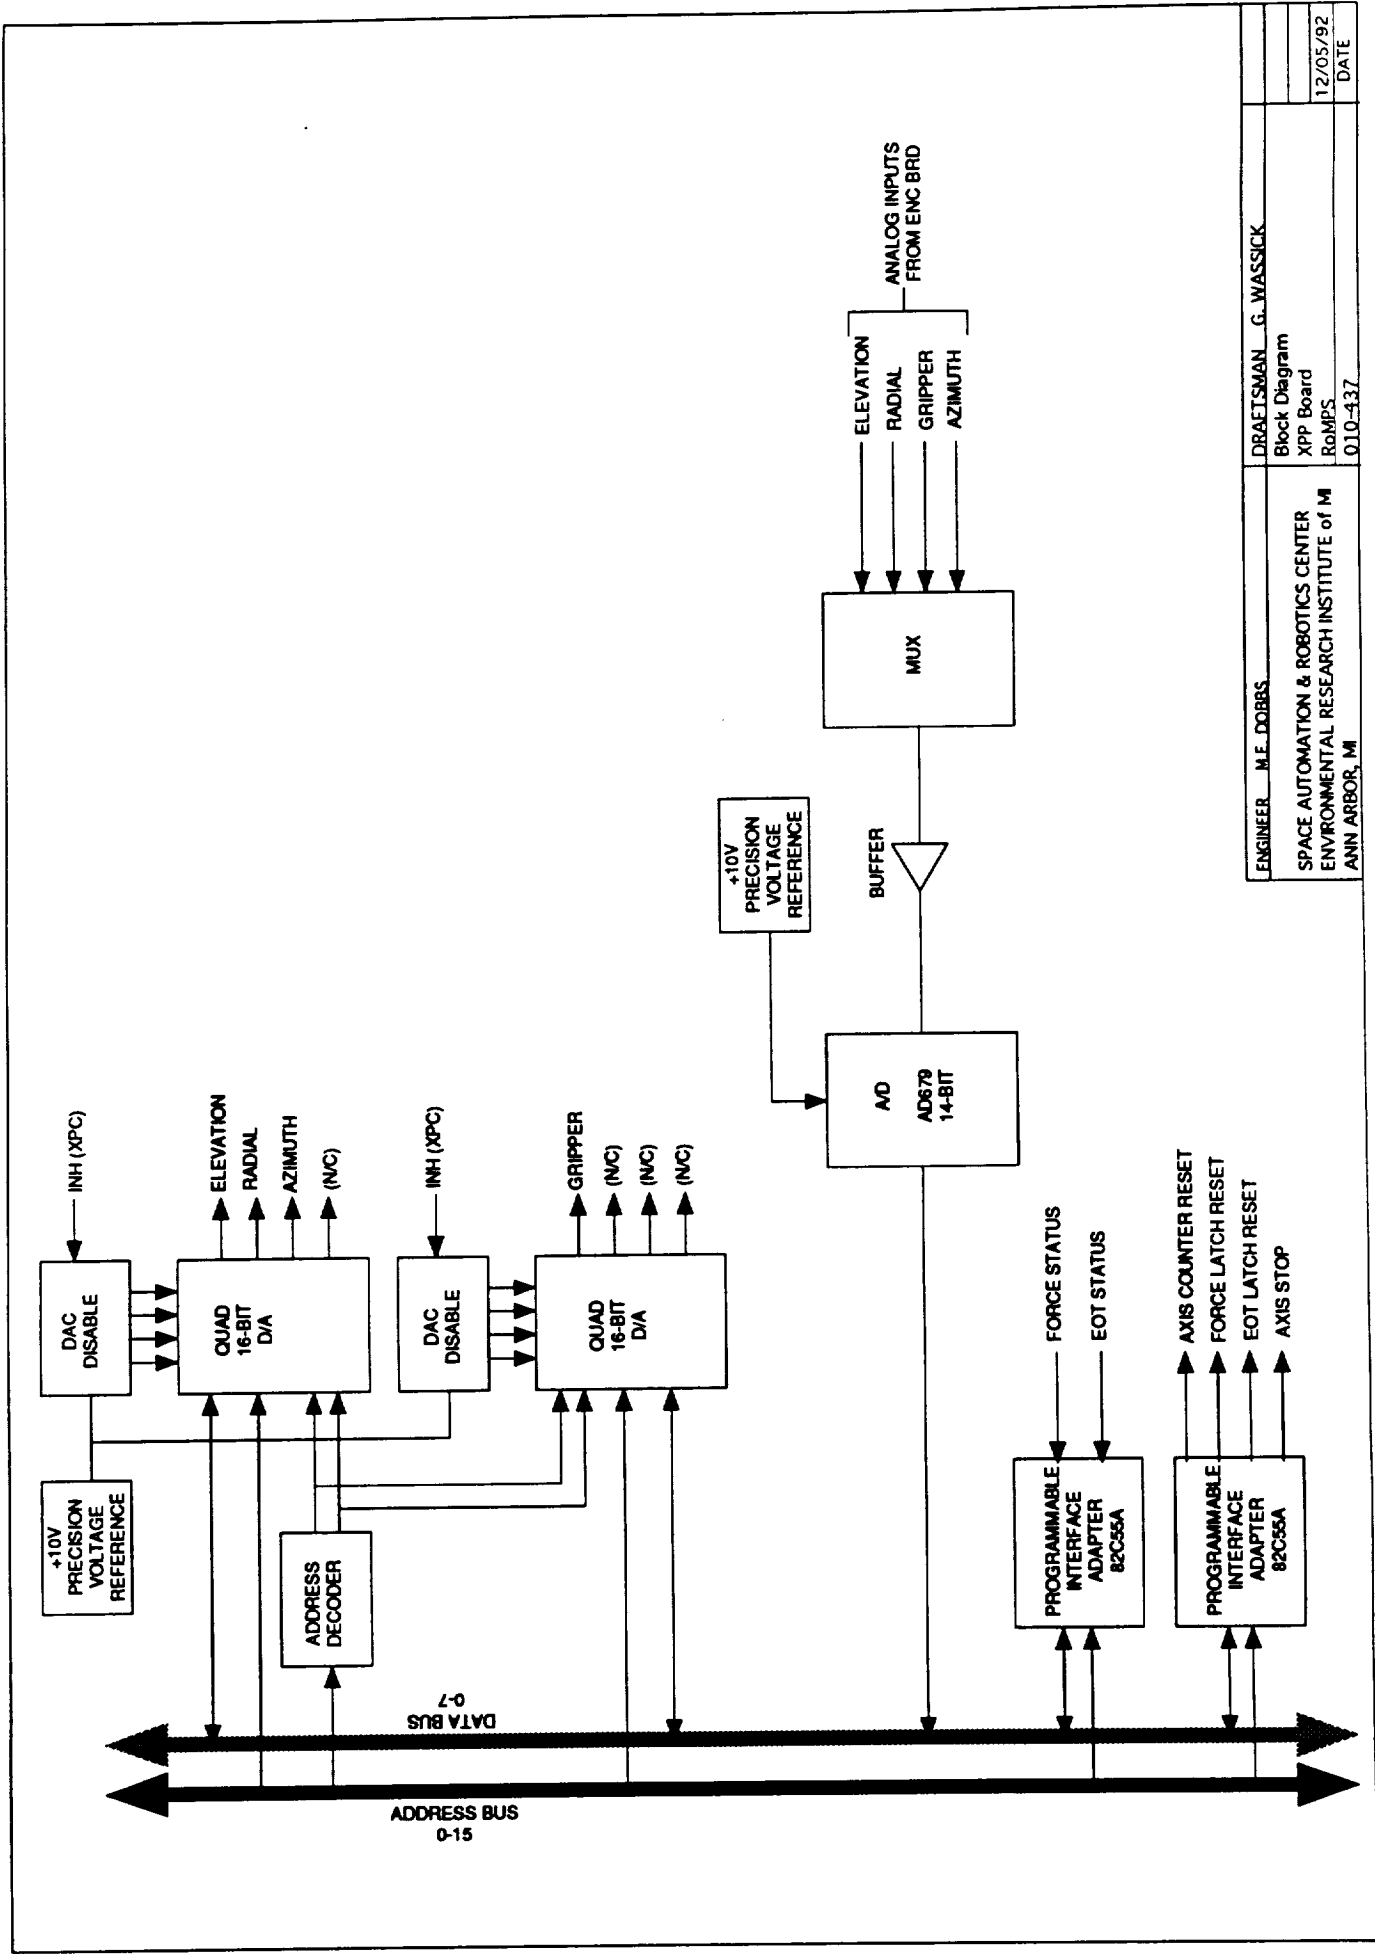 +10V
PRECISION
VOLTAGE
REFERENCE
DAC
DISABLE
INH (XPC)
QUAD
16-BIT
D/A
ELEVATION
RADIAL
AZIMUTH
(N/C)
ADDRESS
DECODER
DAC
DISABLE
INH (XPC)
QUAD
16-BIT
D/A
GRIPPER
(N/C)
(N/C)
(N/C)
DATA BUS
0-7
ADDRESS BUS
0-15
+10V
PRECISION
VOLTAGE
REFERENCE
A/D
AD679
14-BIT
BUFFER
MUX
ELEVATION
RADIAL
GRIPPER
AZIMUTH
ANALOG INPUTS
FROM ENC BRD
PROGRAMMABLE
INTERFACE
ADAPTER
82C55A
FORCE STATUS
EOT STATUS
PROGRAMMABLE
INTERFACE
ADAPTER
82C55A
AXIS COUNTER RESET
FORCE LATCH RESET
EOT LATCH RESET
AXIS STOP
ENGINEER M.E. DOBBS
DRAFTSMAN G. WASSICK
SPACE AUTOMATION & ROBOTICS CENTER
ENVIRONMENTAL RESEARCH INSTITUTE of MI
ANN ARBOR, MI
Block Diagram
XPP Board
RoMPS
010-437
12/05/92
DATE